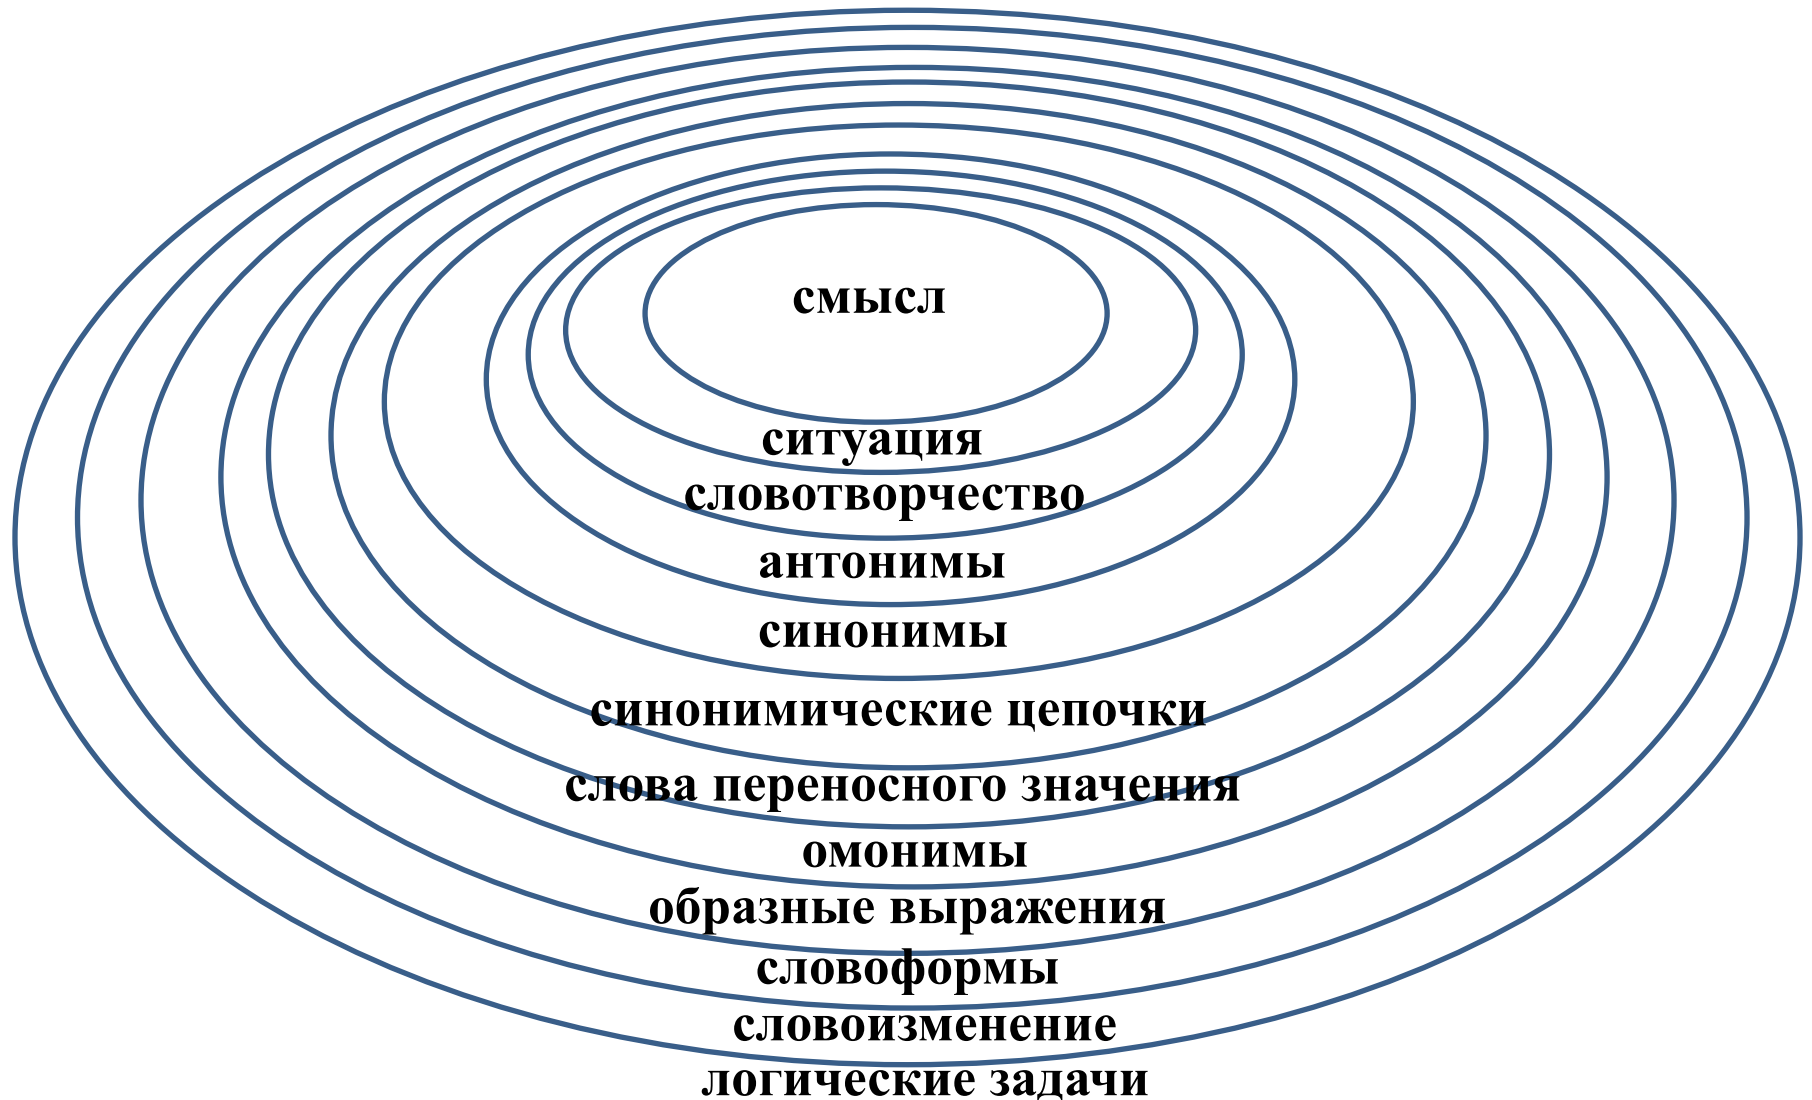 смысл
ситуация
словотворчество
антонимы
синонимы
синонимические цепочки
слова переносного значения
омонимы
образные выражения
словоформы
словоизменение
логические задачи